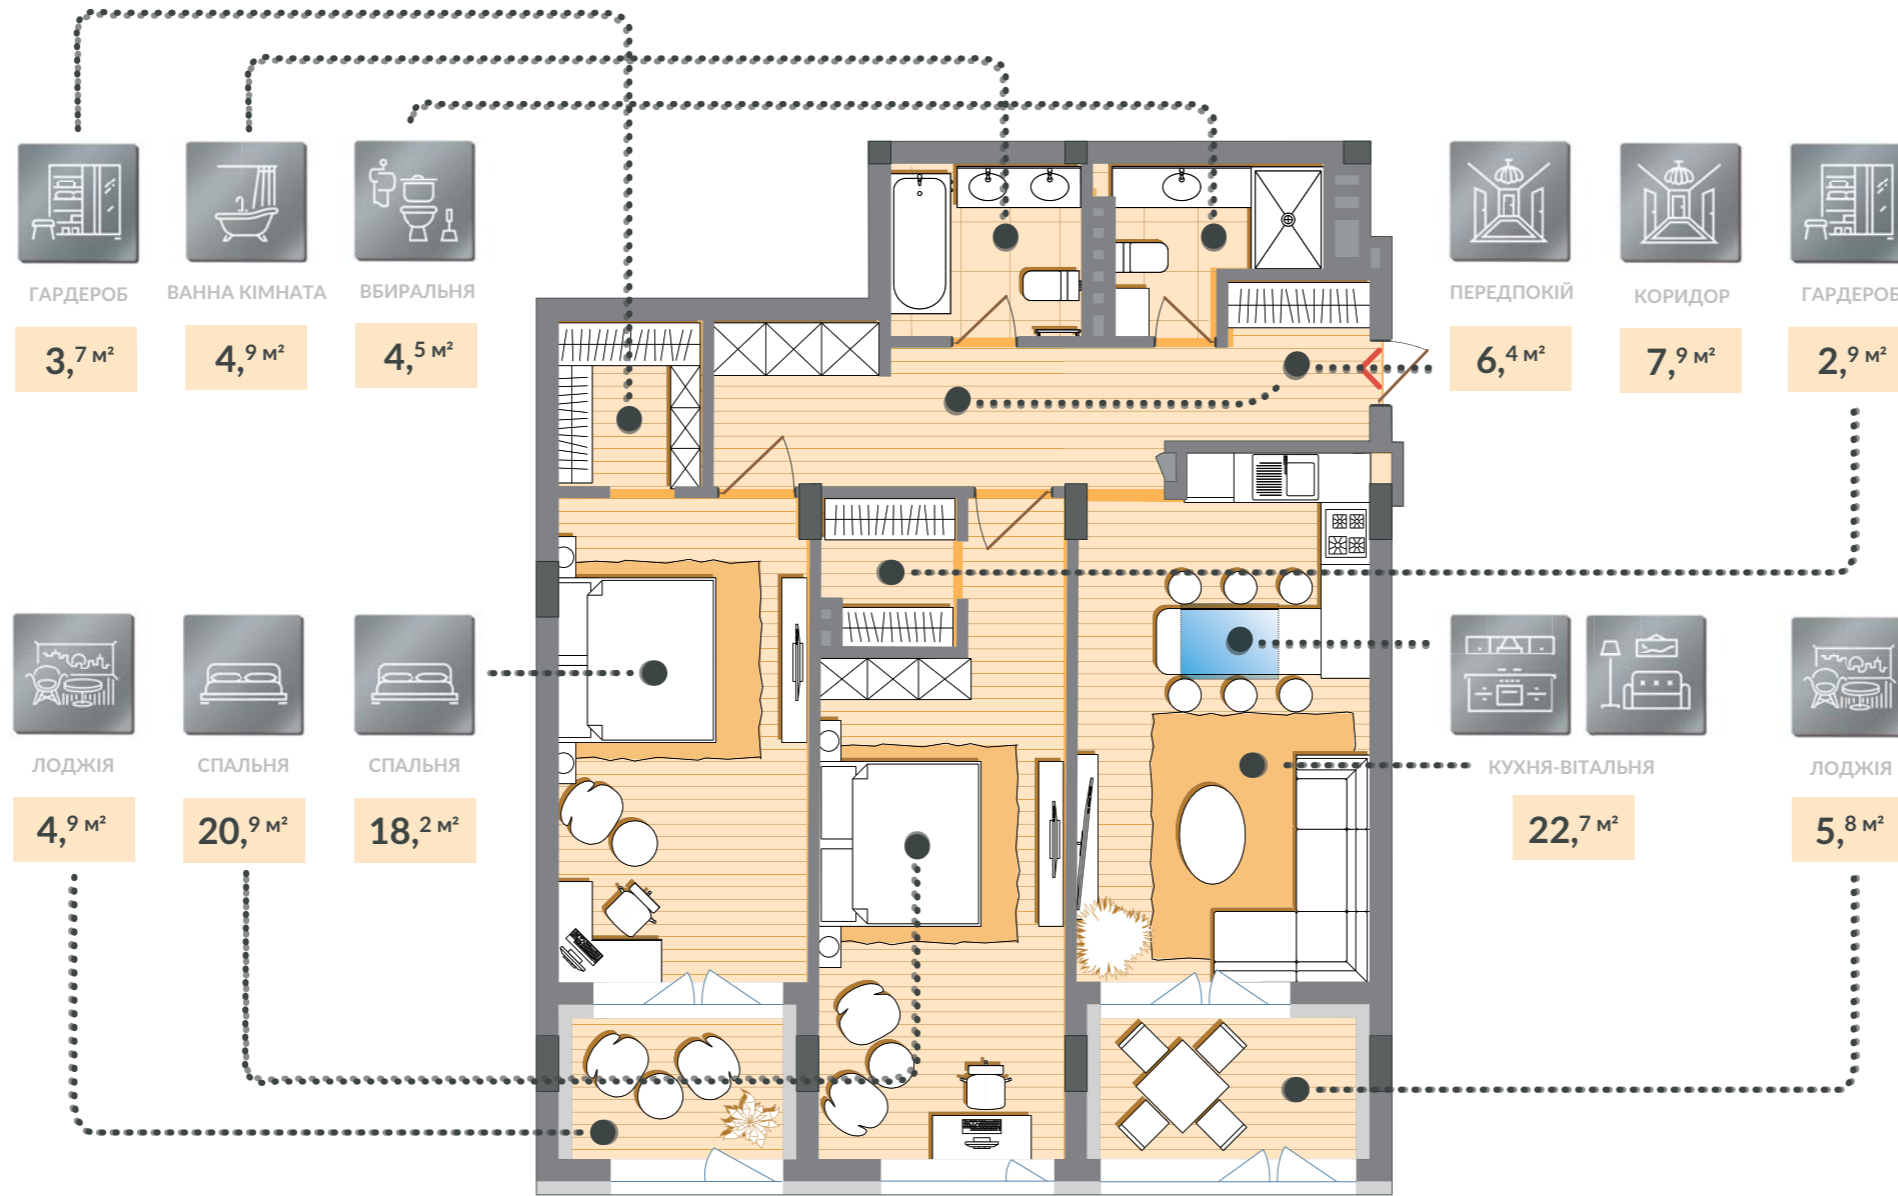 ГАРДЕРОБ
ВАННА КІМНАТА
ВБИРАЛЬНЯ
ПЕРЕДПОКІЙ
КОРИДОР
ГАРДЕРОБ
3,7 м²
4,9 м²
4,5 м²
6,4 м²
7,9 м²
2,9 м²
ЛОДЖІЯ
СПАЛЬНЯ
СПАЛЬНЯ
КУХНЯ-ВІТАЛЬНЯ
ЛОДЖІЯ
4,9 м²
20,9 м²
18,2 м²
22,7 м²
5,8 м²